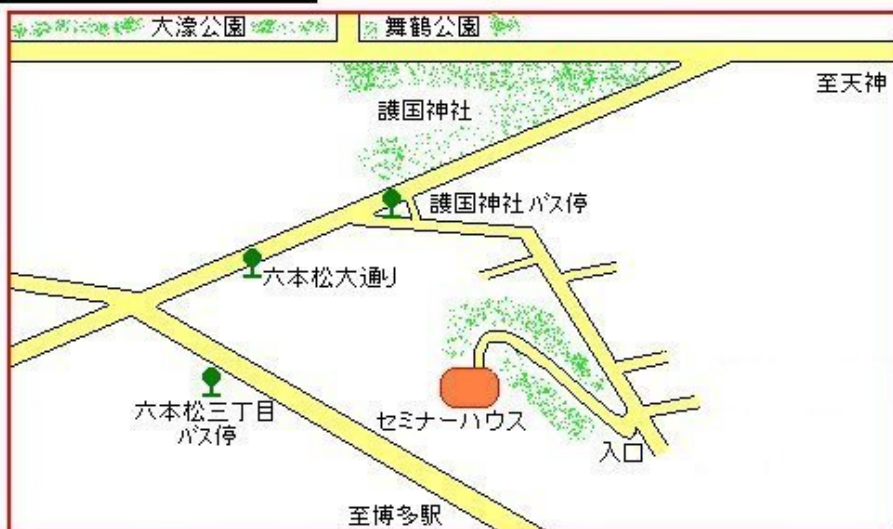 大濠公園
舞鶴公園
至天神
護国神社
護国神社バス停
六本松大通り
六本松三丁目
バス停
セミナーハウス
入口
至博多駅